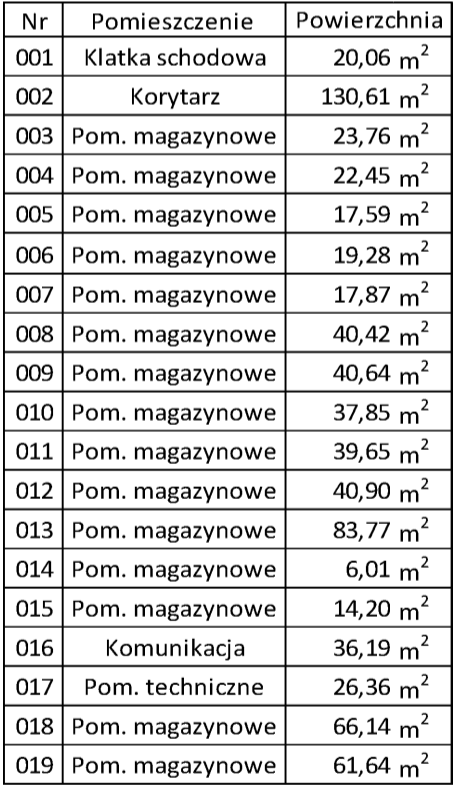 Nr Pomieszczenie Powierzchnia
001 Klatka schodowa 20,06 m²
002 Korytarz 130,61 m²
003 Pom. magazynowe 23,76 m²
004 Pom. magazynowe 22,45 m²
005 Pom. magazynowe 17,59 m²
006 Pom. magazynowe 19,28 m²
007 Pom. magazynowe 17,87 m²
008 Pom. magazynowe 40,42 m²
009 Pom. magazynowe 40,64 m²
010 Pom. magazynowe 37,85 m²
011 Pom. magazynowe 39,65 m²
012 Pom. magazynowe 40,90 m²
013 Pom. magazynowe 83,77 m²
014 Pom. magazynowe 6,01 m²
015 Pom. magazynowe 14,20 m²
016 Komunikacja 36,19 m²
017 Pom. techniczne 26,36 m²
018 Pom. magazynowe 66,14 m²
019 Pom. magazynowe 61,64 m²